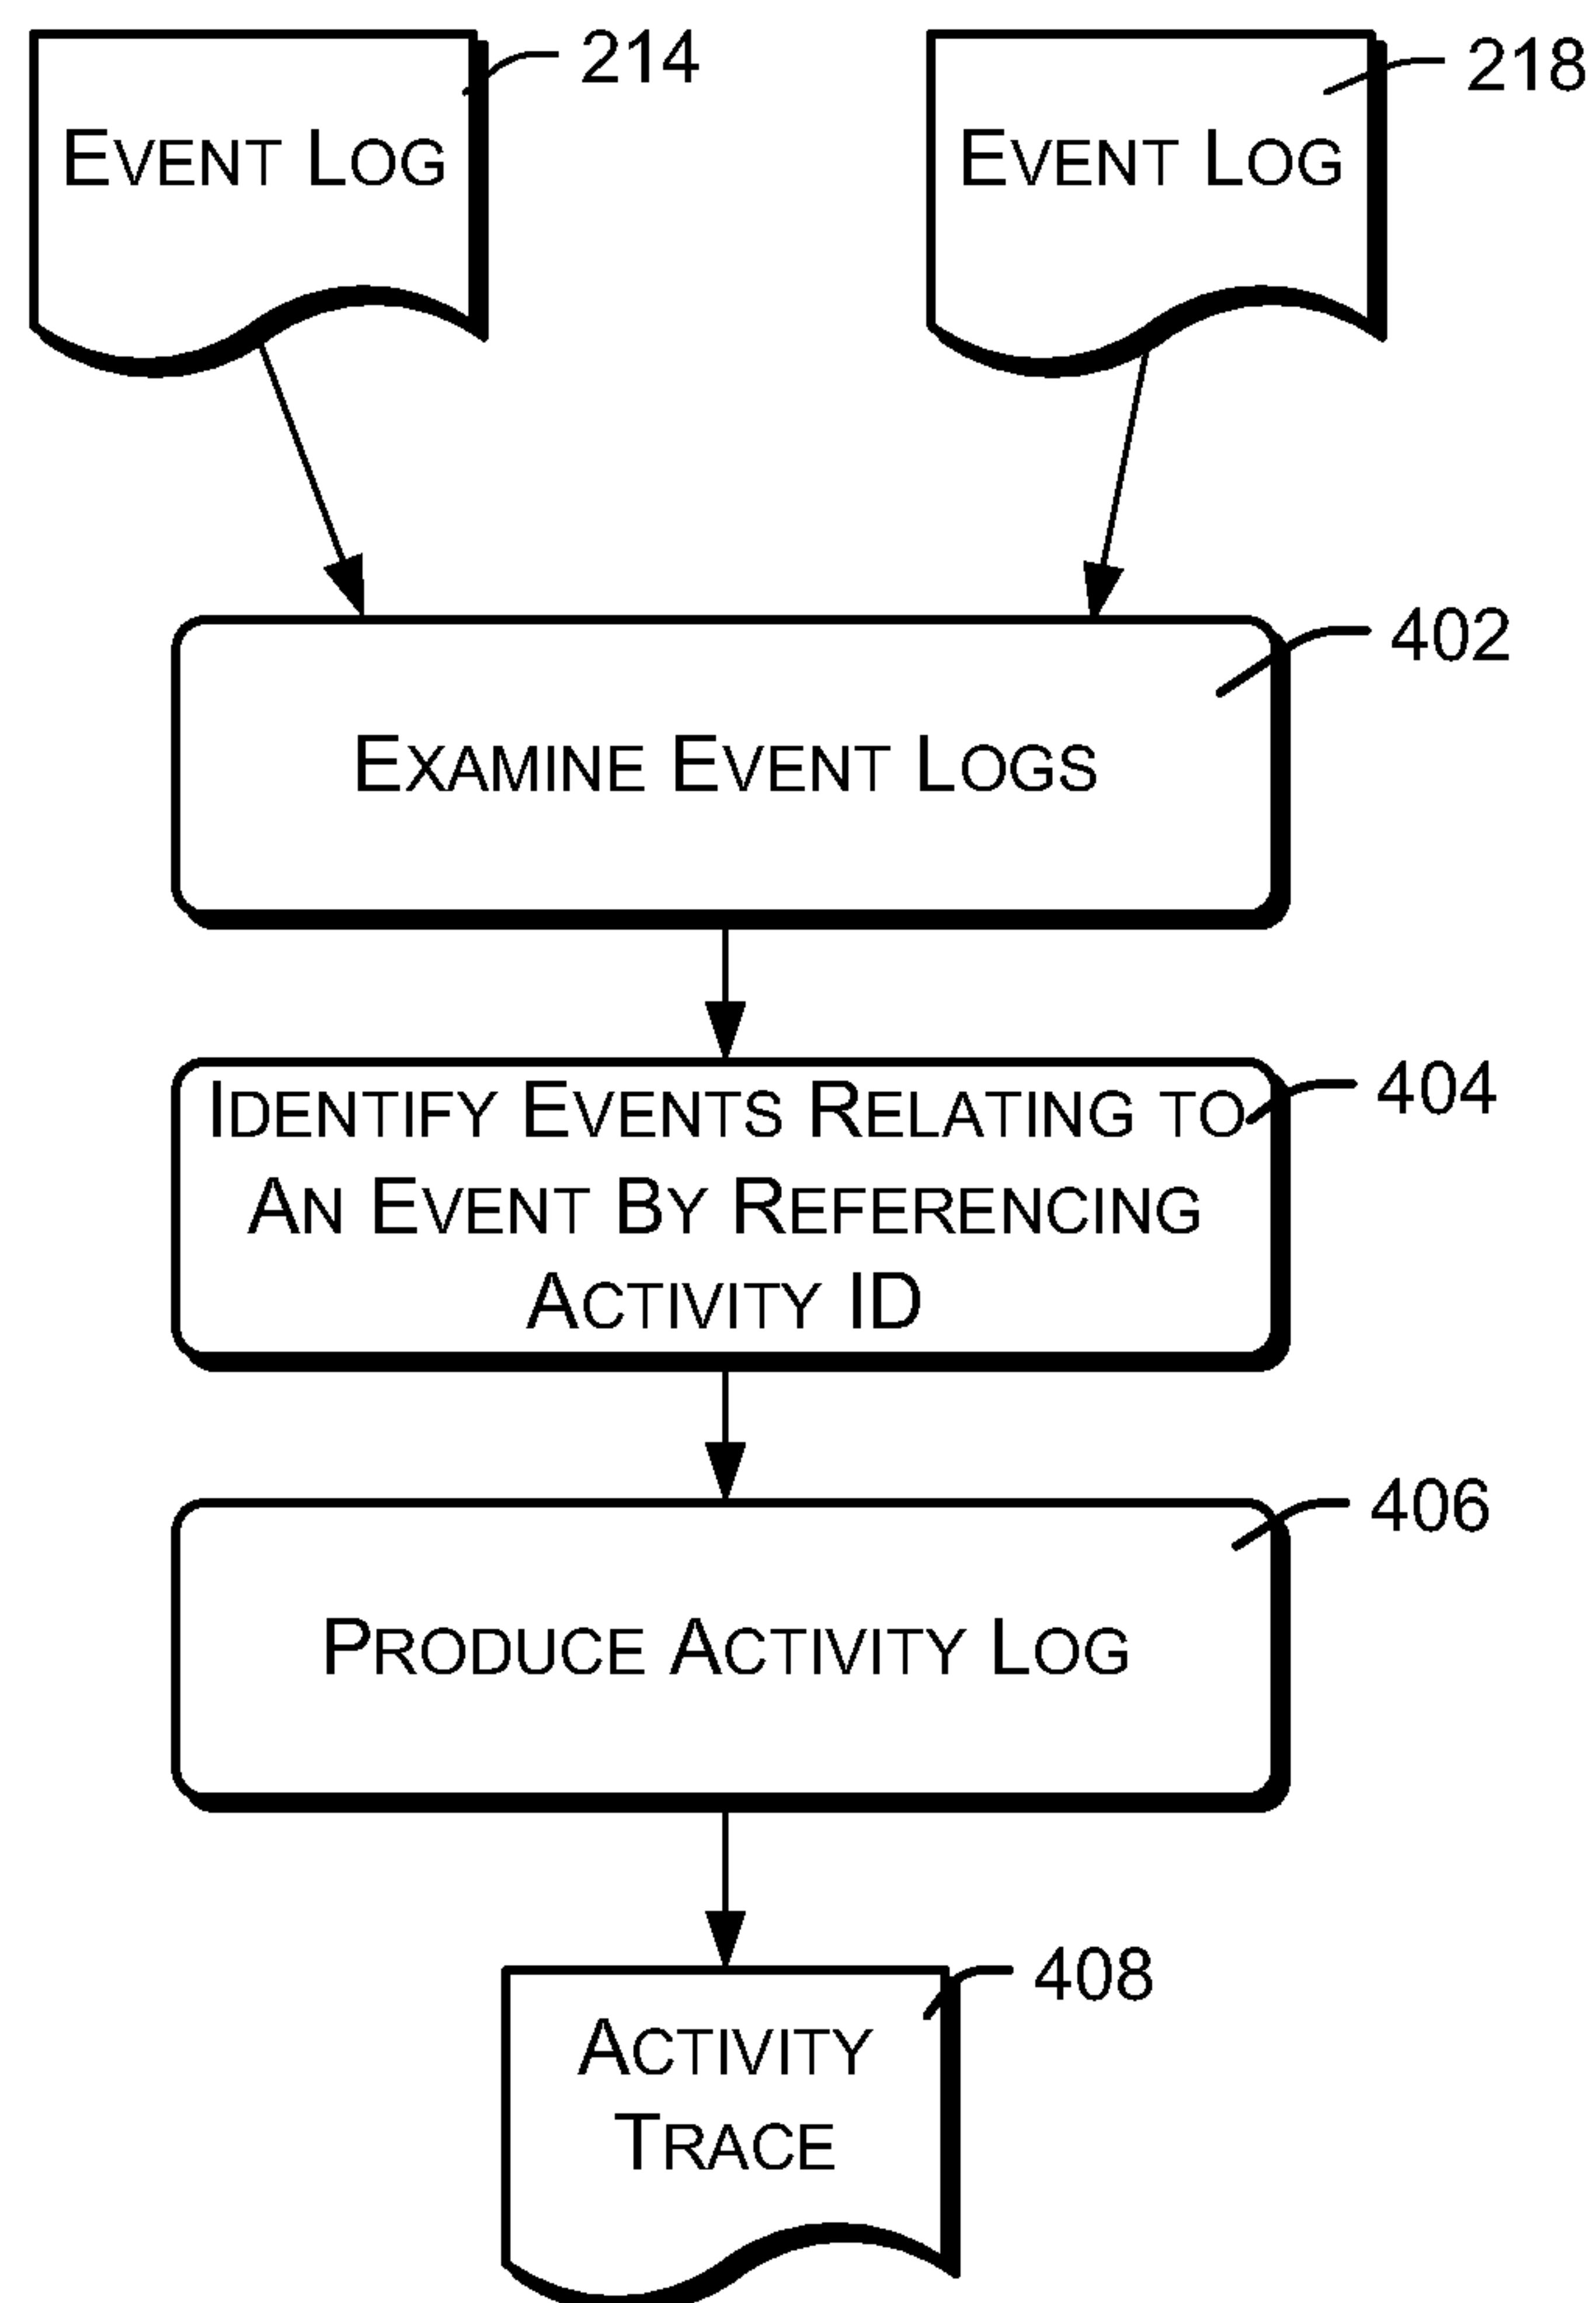 214
218
EVENT LOG
EVENT LOG
402
EXAMINE EVENT LOGS
404
IDENTIFY EVENTS RELATING TO
AN EVENT BY REFERENCING
ACTIVITY ID
406
PRODUCE ACTIVITY LOG
408
ACTIVITY
TRACE